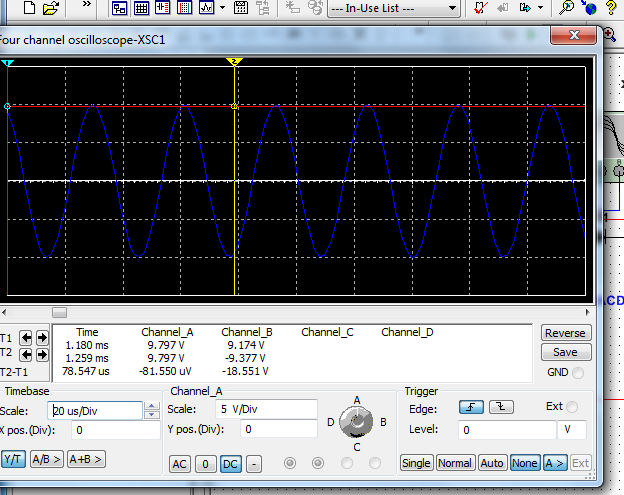 --- In-Use List ---
?
Four channel oscilloscope-XSC1
1 2
Time Channel_A Channel_B Channel_C Channel_D
T1 1.180 ms 9.797 V 9.174 V
T2 1.259 ms 9.797 V -9.377 V
T2-T1 78.547 us -81.550 uV -18.551 V
Reverse
Save
GND
Timebase
Scale: 20 us/Div
X pos.(Div): 0
Y/T A/B > A+B >
Channel_A
Scale: 5 V/Div
Y pos.(Div): 0
AC 0 DC -
A
D B
C
Trigger
Edge: Ext
Level: 0 V
Single Normal Auto None A > Ext